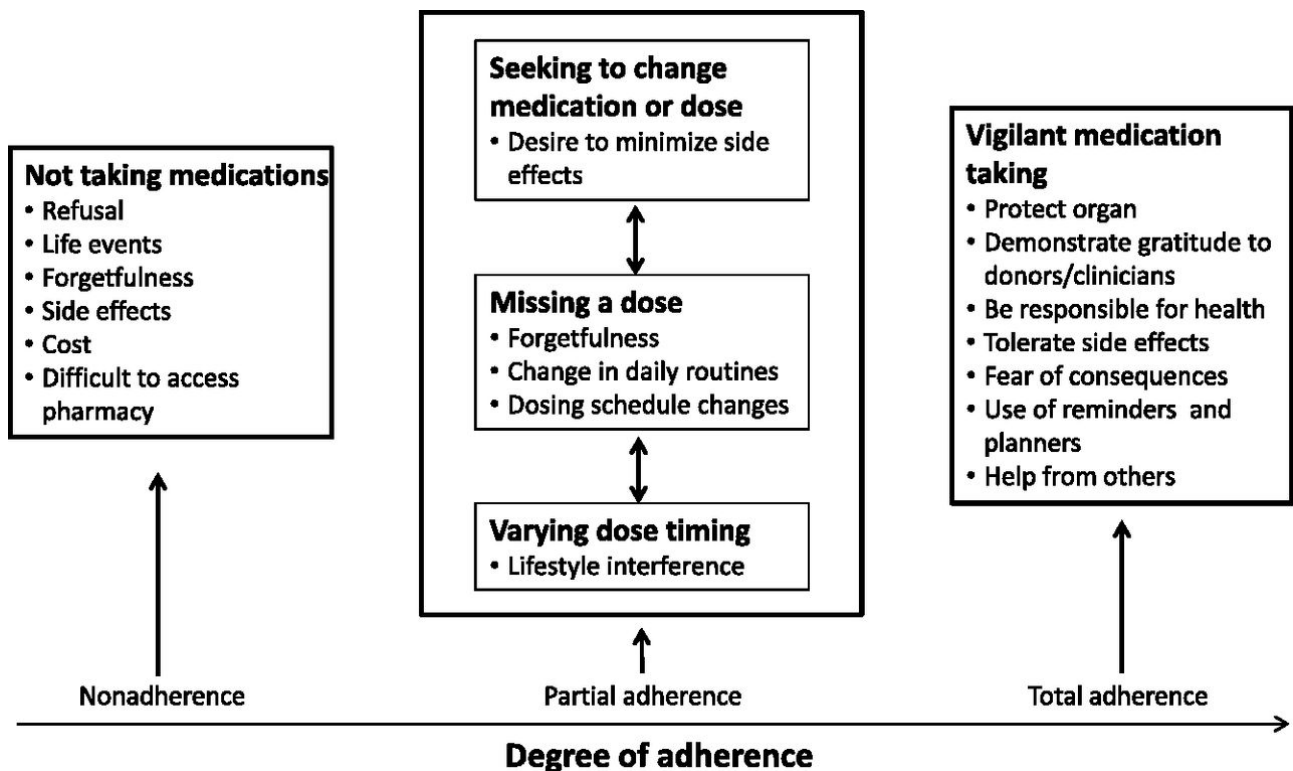 Not taking medications
• Refusal
• Life events
• Forgetfulness
• Side effects
• Cost
• Difficult to access
pharmacy
Seeking to change
medication or dose
• Desire to minimize side
effects
Missing a dose
• Forgetfulness
• Change in daily routines
• Dosing schedule changes
Varying dose timing
• Lifestyle interference
Vigilant medication
taking
• Protect organ
• Demonstrate gratitude to
donors/clinicians
• Be responsible for health
• Tolerate side effects
• Fear of consequences
• Use of reminders and
planners
• Help from others
Nonadherence
Partial adherence
Total adherence
Degree of adherence